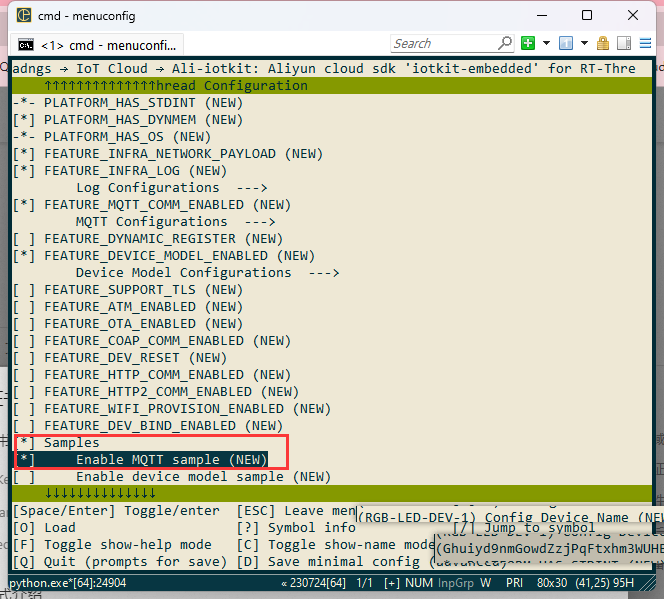 cmd - menuconfig
<1> cmd - menuconfi...
Search
adngs → IoT Cloud → Ali-iotkit: Aliyun cloud sdk 'iotkit-embedded' for RT-Thre
↑↑↑↑↑↑↑↑↑↑↑↑↑↑hread Configuration
-*- PLATFORM_HAS_STDINT (NEW)
[*] PLATFORM_HAS_DYNMEM (NEW)
-*- PLATFORM_HAS_OS (NEW)
[*] FEATURE_INFRA_NETWORK_PAYLOAD (NEW)
[*] FEATURE_INFRA_LOG (NEW)
Log Configurations --->
[*] FEATURE_MQTT_COMM_ENABLED (NEW)
MQTT Configurations --->
[ ] FEATURE_DYNAMIC_REGISTER (NEW)
[*] FEATURE_DEVICE_MODEL_ENABLED (NEW)
Device Model Configurations --->
[ ] FEATURE_SUPPORT_TLS (NEW)
[ ] FEATURE_ATM_ENABLED (NEW)
[ ] FEATURE_OTA_ENABLED (NEW)
[ ] FEATURE_COAP_COMM_ENABLED (NEW)
[ ] FEATURE_DEV_RESET (NEW)
[ ] FEATURE_HTTP_COMM_ENABLED (NEW)
[ ] FEATURE_HTTP2_COMM_ENABLED (NEW)
[ ] FEATURE_WIFI_PROVISION_ENABLED (NEW)
[ ] FEATURE_DEV_BIND_ENABLED (NEW)
[*] Samples
[*] Enable MQTT sample (NEW)
[ ] Enable device model sample (NEW)
↓↓↓↓↓↓↓↓↓↓↓↓↓↓
[Space/Enter] Toggle/enter [ESC] Leave men
(RGB-LED-DEV-1) Config Device Name (NEW
[O] Load [?] Symbol info [/] Jump to symbol
[F] Toggle show-help mode [C] Toggle show-name mode
(Ghuiyd9nmGowdZzjPqFtxhm3WUHE
[Q] Quit (prompts for save) [D] Save minimal config (advanced)
python.exe*[64]:24904 « 230724[64] 1/1 [+] NUM InpGrp W PRI 80x30 (41,25) 95H